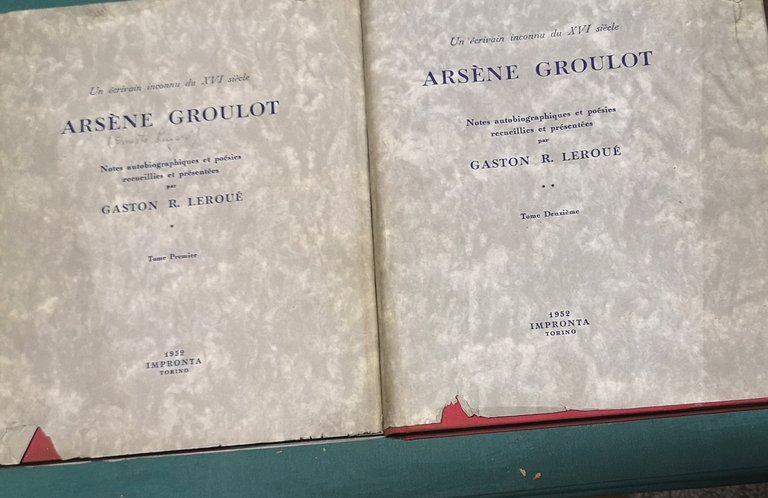 Un écrivain inconnu du XVI siècle
ARSÈNE GROULOT
Notes autobiographiques et poésies
recueillies et présentées
par
GASTON R. LEROUÉ
*
Tome Premier
1952
IMPRONTA
TORINO
Un écrivain inconnu du XVI siècle
ARSÈNE GROULOT
Notes autobiographiques et poésies
recueillies et présentées
par
GASTON R. LEROUÉ
* *
Tome Deuxième
1952
IMPRONTA
TORINO